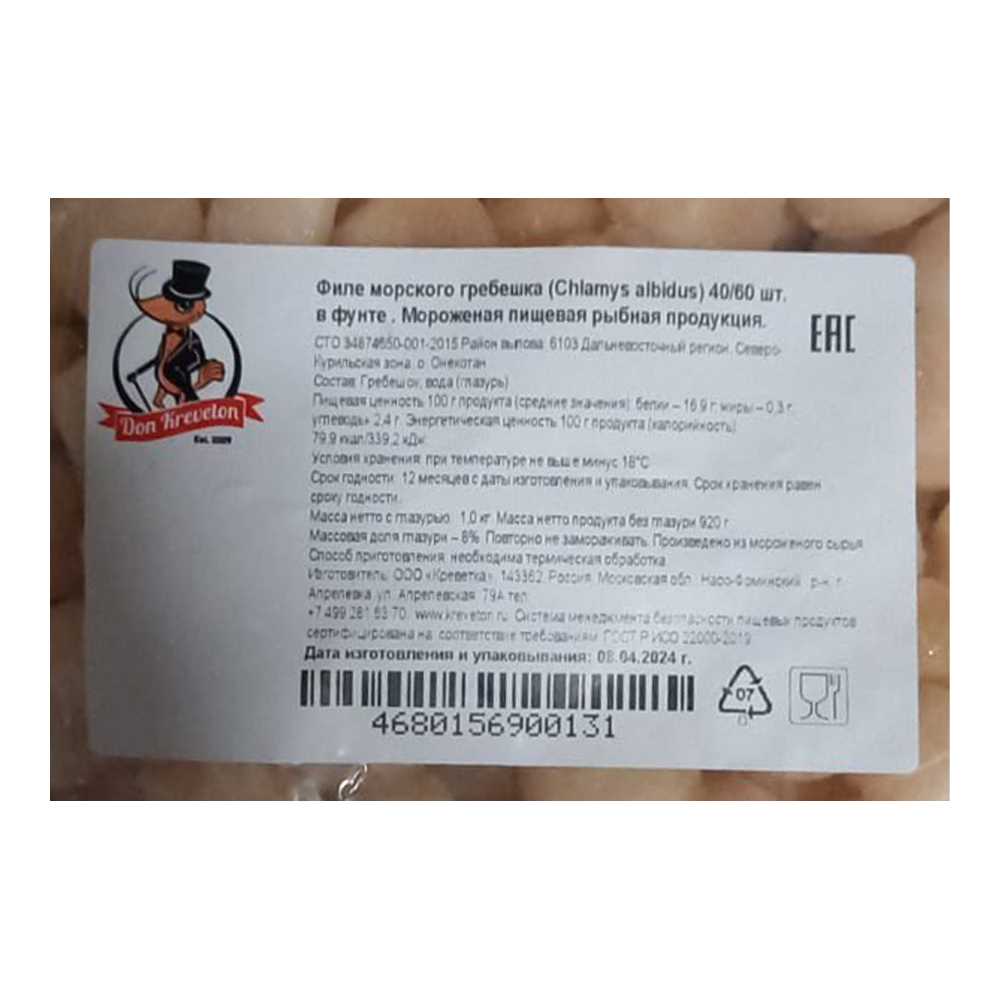 Don Kreveton
Est. 2009
Филе морского гребешка (Chlamys albidus) 40/60 шт.
в фунте . Мороженая пищевая рыбная продукция.
EAC
СТО 34874650-001-2015 Район вылова: 6103 Дальневосточный регион, Северо-
Курильская зона, о. Онекотан
Состав: Гребешок, вода (глазурь)
Пищевая ценность 100 г продукта (средние значения): белки – 16,9 г; жиры – 0,3 г,
углеводы 2,4 г. Энергетическая ценность 100 г продукта (калорийность)
79,9 ккал/339,2 кДж
Условия хранения: при температуре не выше минус 18°C
Срок годности: 12 месяцев с даты изготовления и упаковывания. Срок хранения равен
сроку годности.
Масса нетто с глазурью: 1,0 кг. Масса нетто продукта без глазури 920 г
Массовая доля глазури – 8%. Повторно не замораживать. Произведено из мороженого сырья
Способ приготовления: необходима термическая обработка.
Изготовитель: ООО «Креветка», 143362, Россия, Московская обл., Наро-Фоминский р-н, г.
Апрелевка, ул. Апрелевская, 79А тел:
+7 499 281 63 70, www.kreveton.ru. Система менеджмента безопасности пищевых продуктов
сертифицирована на соответствие требованиям ГОСТ Р ИСО 22000-2019
Дата изготовления и упаковывания: 08.04.2024 г.
07
4680156900131